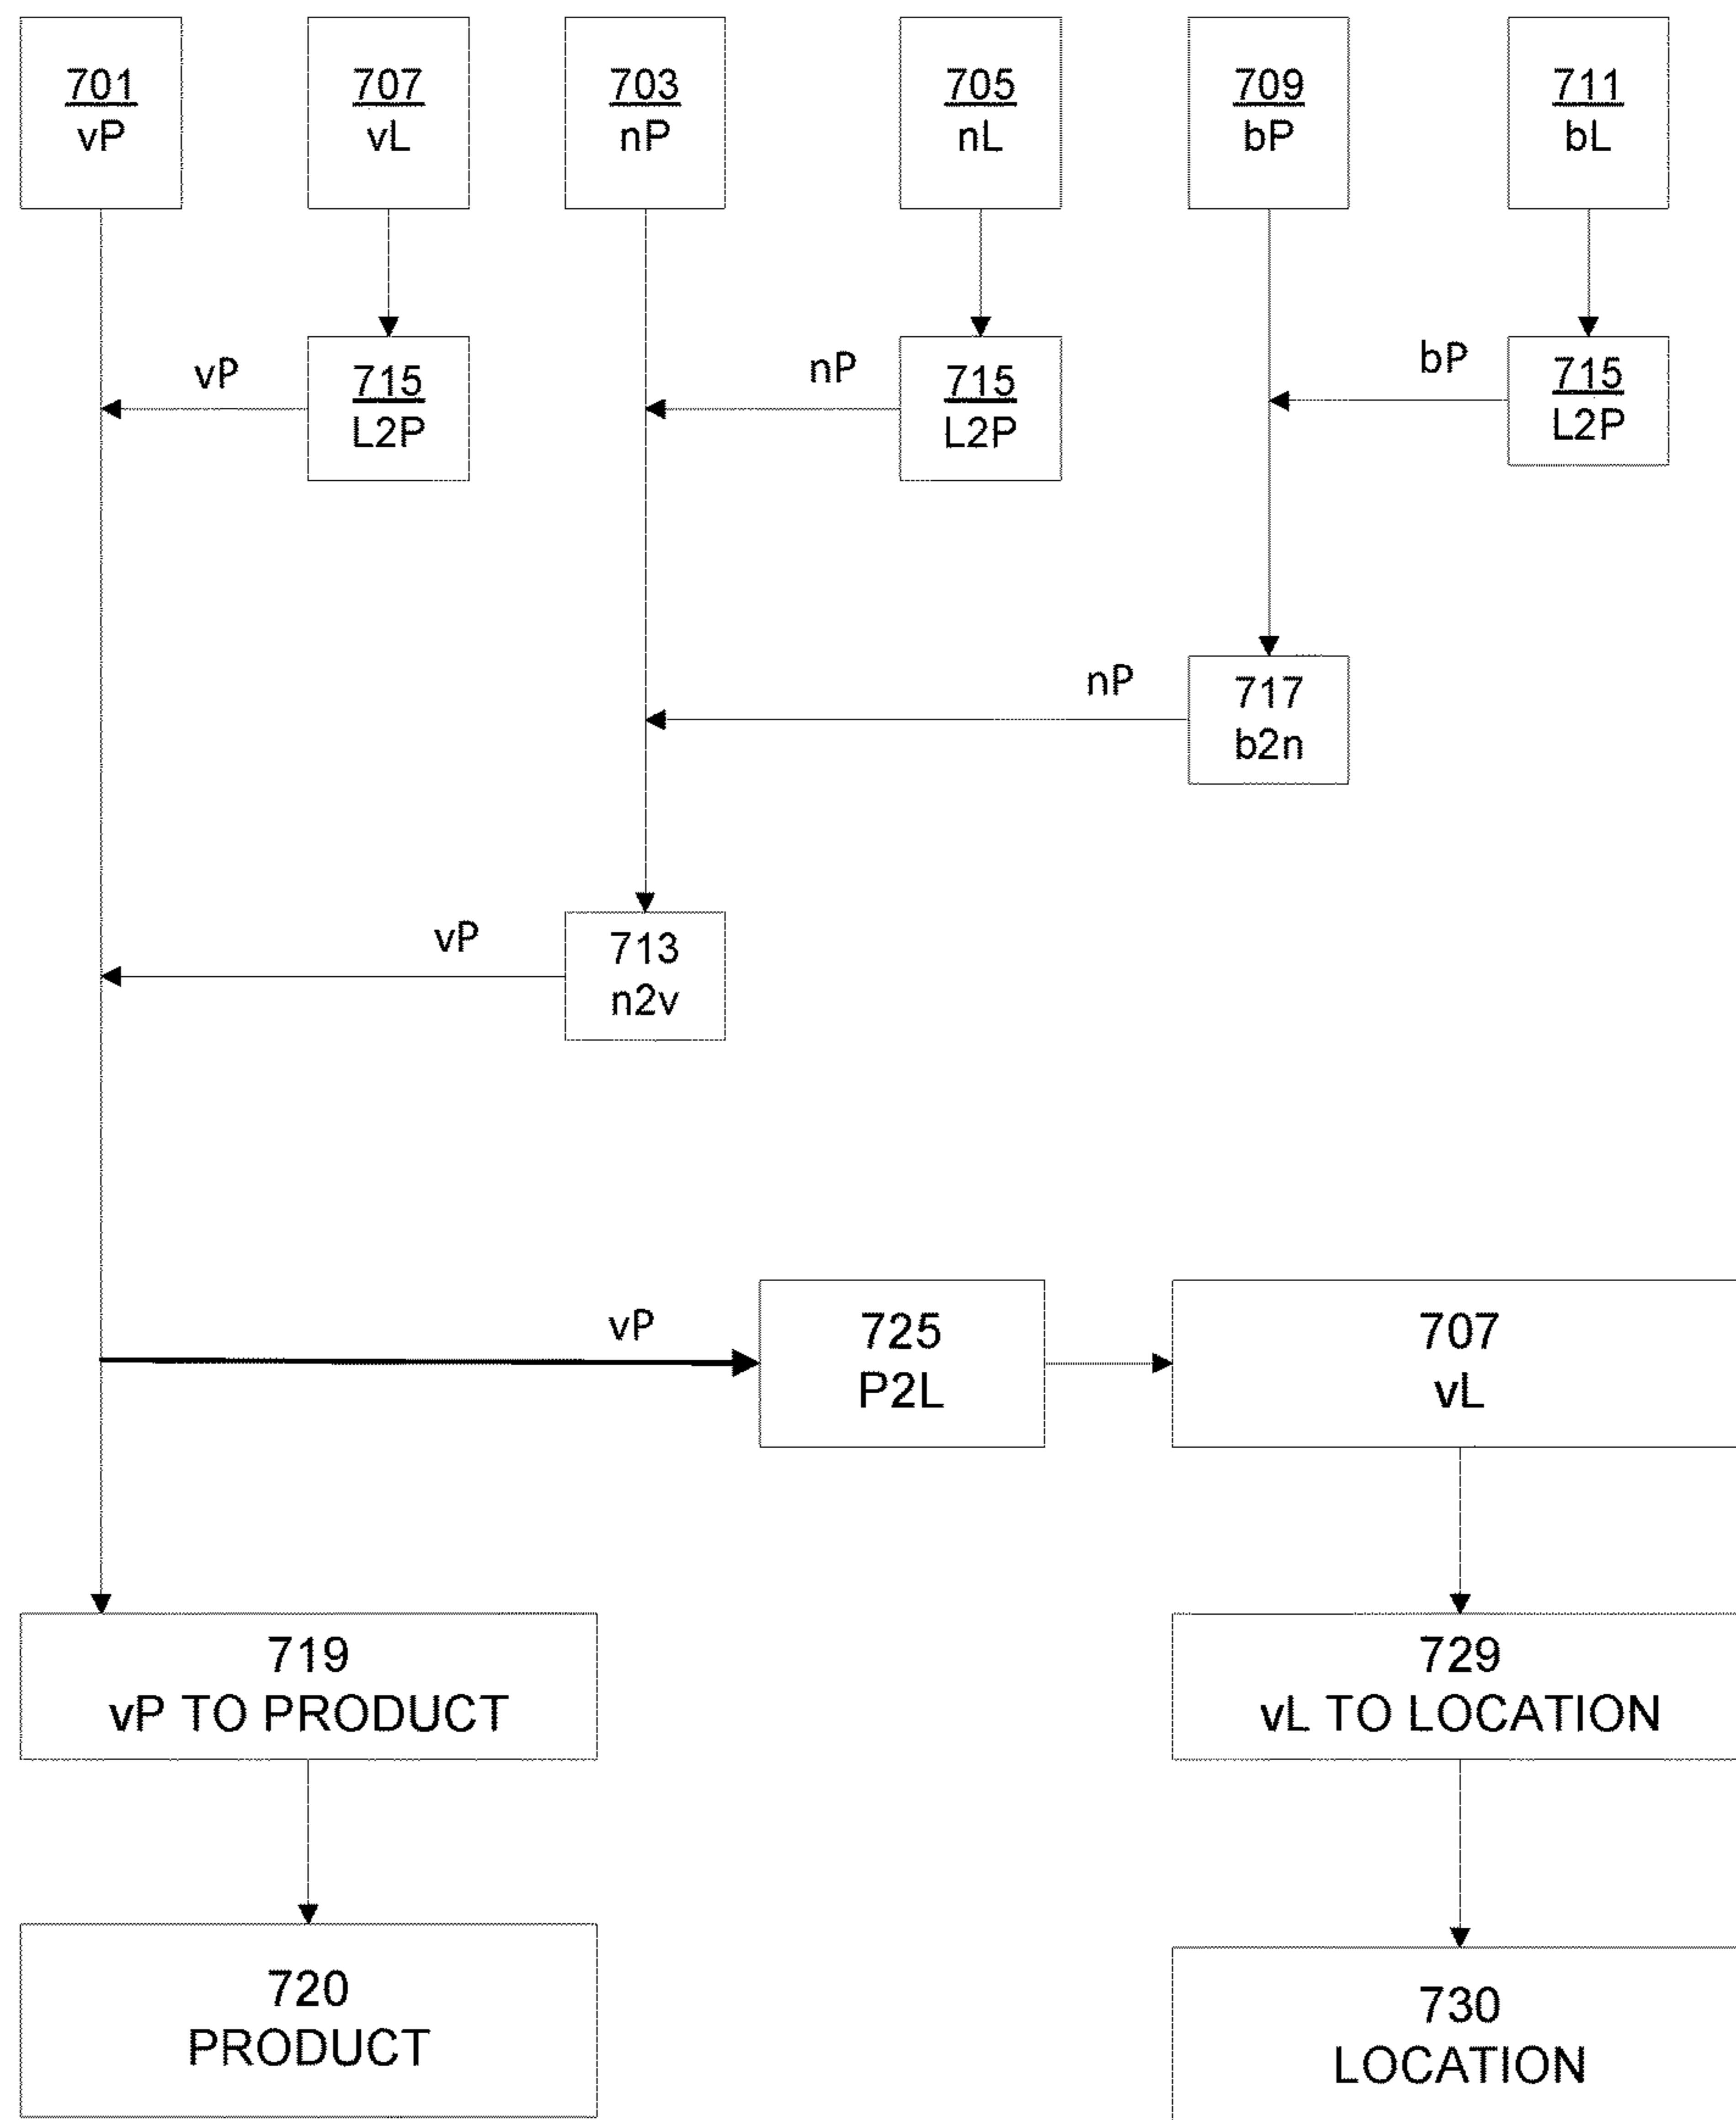 701
vP
707
vL
703
nP
705
nL
709
bP
711
bL
vP
715
L2P
nP
715
L2P
bP
715
L2P
nP
717
b2n
vP
713
n2v
vP
725
P2L
707
vL
719
vP TO PRODUCT
729
vL TO LOCATION
720
PRODUCT
730
LOCATION